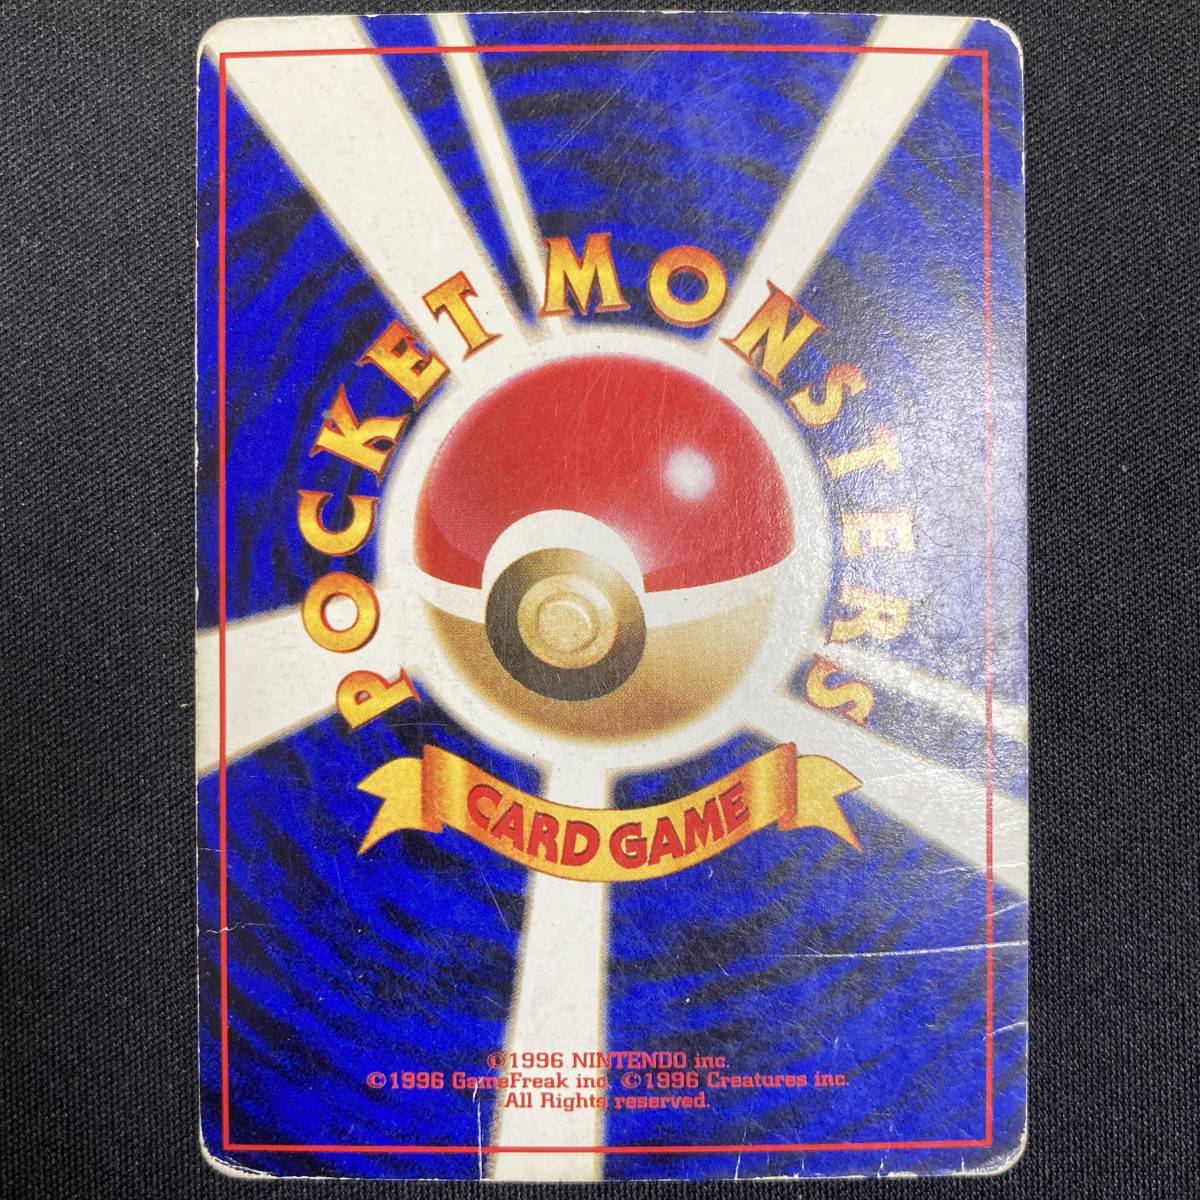 POCKET MONSTERS
CARD GAME
©1996 NINTENDO inc.
©1996 GameFreak inc. ©1996 Creatures inc.
All Rights reserved.